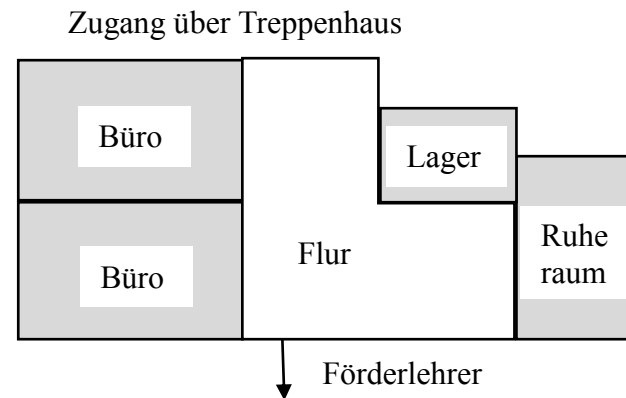 Zugang über Treppenhaus
Büro
Lager
Büro
Flur
Ruhe
raum
Förderlehrer